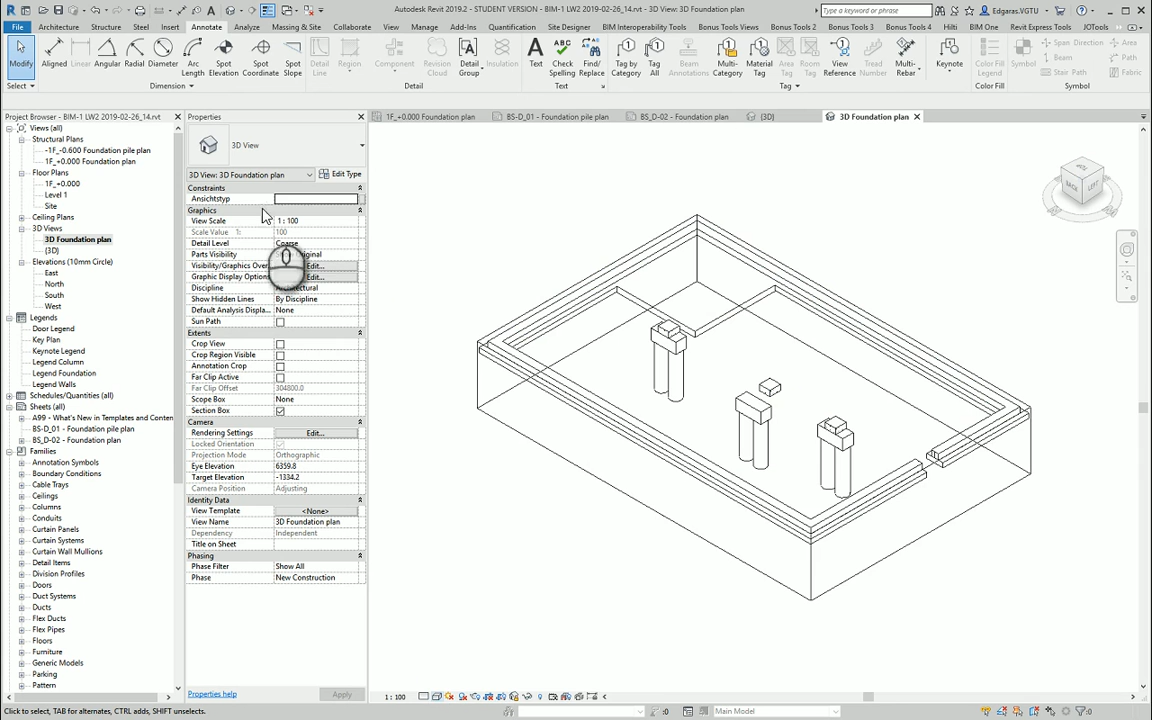 Autodesk Revit 2019.2 - STUDENT VERSION - BIM-1 LW2 2019-02-26_14.rvt - 3D View: 3D Foundation plan
Type a keyword or phrase
Edgaras.VGTU
File Architecture Structure Steel Insert Annotate Analyze Massing & Site Collaborate View Manage Add-Ins Quantification Site Designer BIM Interoperability Tools Bonus Tools View Bonus Tools 2 Bonus Tools 3 Bonus Tools 4 Hilti Revit Express Tools JOTools
Modify
Aligned
Linear
Angular
Radial
Diameter
Arc Length
Spot Elevation
Spot Coordinate
Spot Slope
Detail Line
Region
Component
Revision Cloud
Detail Group
Insulation
Text
Check Spelling
Find/ Replace
Tag by Category
Tag All
Beam Annotations
Multi- Category
Material Tag
Area Tag
Room Tag
View Reference
Tread Number
Multi- Rebar
Keynote
Color Fill Legend
Symbol
Span Direction
Beam
Stair Path
Area
Path
Fabric
Select
Dimension
Detail
Text
Tag
Color Fill
Symbol
Project Browser - BIM-1 LW2 2019-02-26_14.rvt
Views (all)
Structural Plans
-1F_-0.600 Foundation pile plan
1F_+0.000 Foundation plan
Floor Plans
1F_+0.000
Level 1
Site
Ceiling Plans
3D Views
3D Foundation plan
{3D}
Elevations (10mm Circle)
East
North
South
West
Legends
Door Legend
Key Plan
Keynote Legend
Legend Column
Legend Foundation
Legend Walls
Schedules/Quantities (all)
Sheets (all)
A99 - What's New in Templates and Conten
BS-D_01 - Foundation pile plan
BS_D-02 - Foundation plan
Families
Annotation Symbols
Boundary Conditions
Cable Trays
Ceilings
Columns
Conduits
Curtain Panels
Curtain Systems
Curtain Wall Mullions
Detail Items
Division Profiles
Doors
Duct Systems
Ducts
Flex Ducts
Flex Pipes
Floors
Furniture
Generic Models
Parking
Pattern
Properties
3D View
3D View: 3D Foundation plan
Edit Type
Constraints
Ansichtstyp
Graphics
View Scale 1 : 100
Scale Value 1: 100
Detail Level Coarse
Parts Visibility Original
Visibility/Graphics Over Edit...
Graphic Display Options Edit...
Discipline Architectural
Show Hidden Lines By Discipline
Default Analysis Displa... None
Sun Path
Extents
Crop View
Crop Region Visible
Annotation Crop
Far Clip Active
Far Clip Offset 304800.0
Scope Box None
Section Box
Camera
Rendering Settings Edit...
Locked Orientation
Projection Mode Orthographic
Eye Elevation 6359.8
Target Elevation -1334.2
Camera Position Adjusting
Identity Data
View Template <None>
View Name 3D Foundation plan
Dependency Independent
Title on Sheet
Phasing
Phase Filter Show All
Phase New Construction
Properties help
Apply
1F_+0.000 Foundation plan
BS-D_01 - Foundation pile plan
BS_D-02 - Foundation plan
{3D}
3D Foundation plan
BACK
LEFT
1 : 100
Click to select, TAB for alternates, CTRL adds, SHIFT unselects.
:0
Main Model
:0